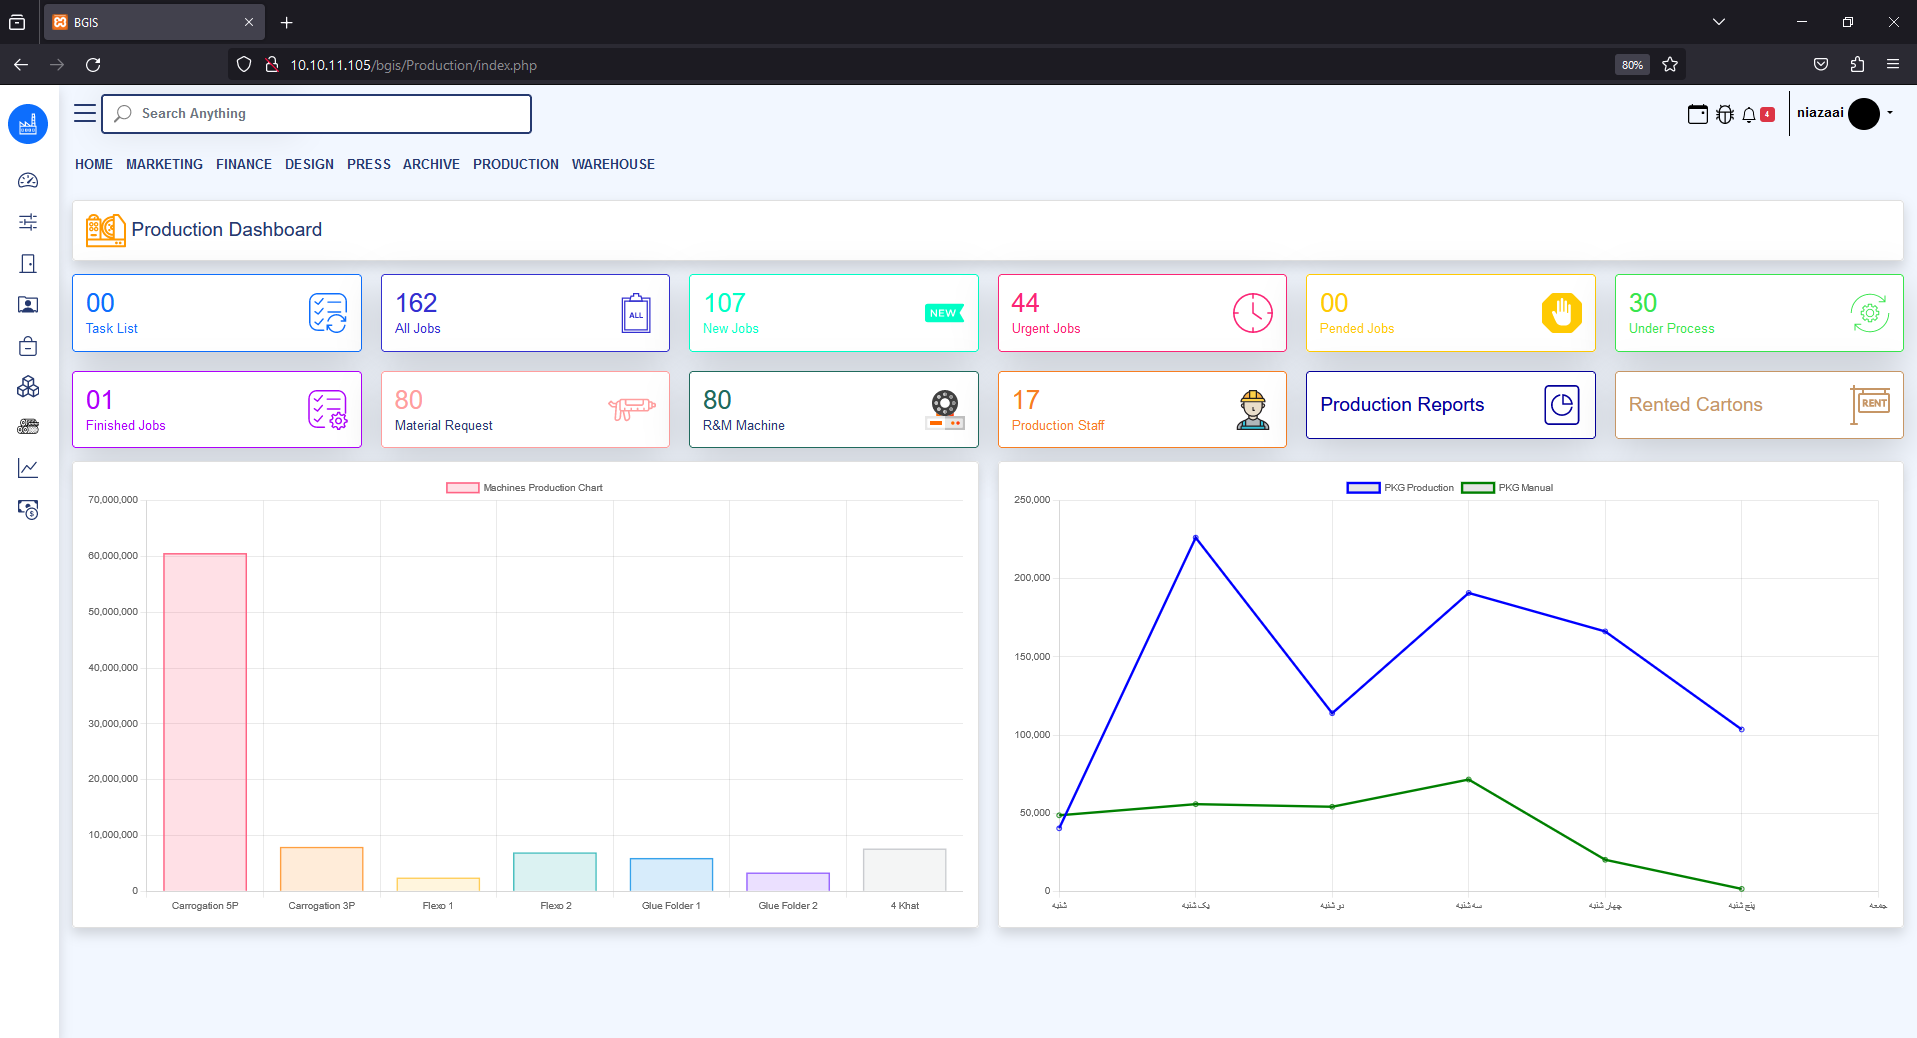 BGIS
10.10.11.105/bgis/Production/index.php
80%
Search Anything
4
niazaai
HOME MARKETING FINANCE DESIGN PRESS ARCHIVE PRODUCTION WAREHOUSE
Production Dashboard
00
Task List
162
All Jobs
ALL
107
New Jobs
NEW
44
Urgent Jobs
00
Pended Jobs
30
Under Process
01
Finished Jobs
80
Material Request
80
R&M Machine
17
Production Staff
Production Reports
Rented Cartons
RENT
Machines Production Chart
70,000,000
60,000,000
50,000,000
40,000,000
30,000,000
20,000,000
10,000,000
0
Carrogation 5P
Carrogation 3P
Flexo 1
Flexo 2
Glue Folder 1
Glue Folder 2
4 Khat
PKG Production
PKG Manual
250,000
200,000
150,000
100,000
50,000
0
شنبه
یک شنبه
دو شنبه
سه شنبه
چهار شنبه
پنج شنبه
جمعه